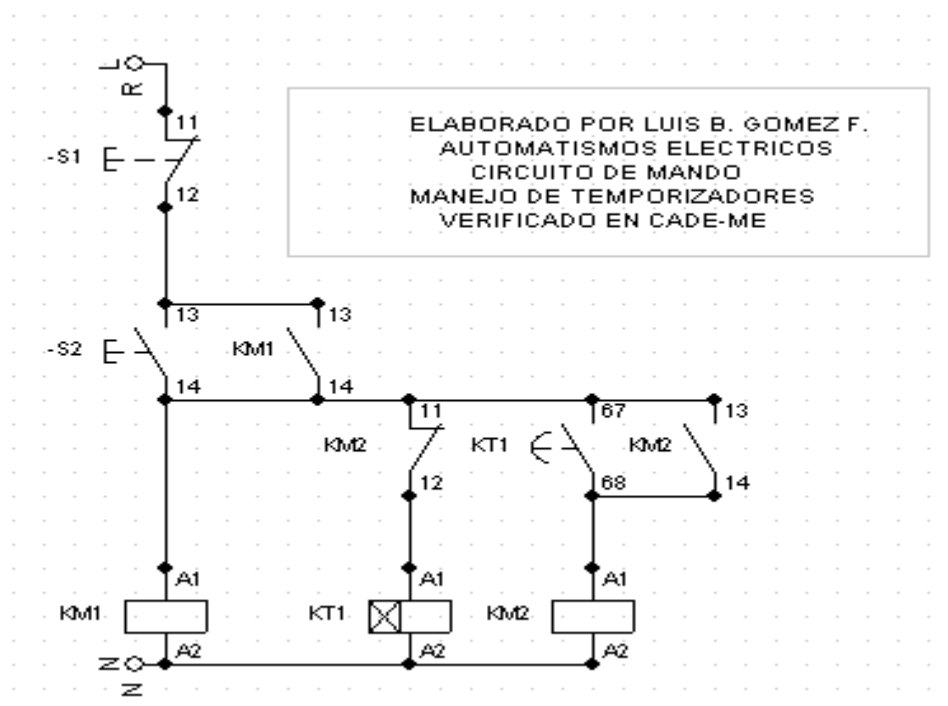 L
R
11
-S1
12
ELABORADO POR LUIS B. GOMEZ F.
AUTOMATISMOS ELECTRICOS
CIRCUITO DE MANDO
MANEJO DE TEMPORIZADORES
VERIFICADO EN CADE-ME
13 13
-S2 KM1
14 14
11 67 13
KM2 KT1 KM2
12 68 14
A1 A1 A1
KM1 KT1 KM2
A2 A2 A2
N
N